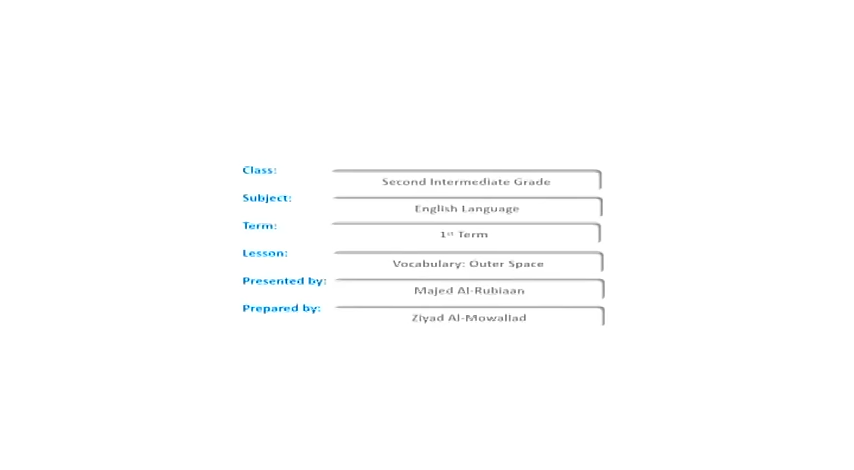 Class:
Second Intermediate Grade
Subject:
English Language
Term:
1st Term
Lesson:
Vocabulary: Outer Space
Presented by:
Majed Al-Rubiaan
Prepared by:
Ziyad Al-Mowallad